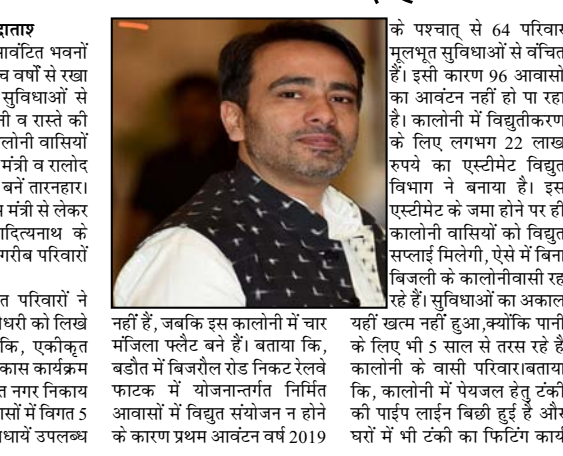 दाताश
आवंटित भवनों
च वर्षो से रखा
सुविधाओं से
नी व रास्ते की
लोनी वासियों
मंत्री व रालोद
बनें तारनहार।
मंत्री से लेकर
ादित्यनाथ के
गरीब परिवारों
त परिवारों ने
धरी को लिखे
कि, एकीकृत
कास कार्यक्रम
त नगर निकाय
ासों में विगत 5
धायें उपलब्ध
नहीं हैं, जबकि इस कालोनी में चार
मंजिला फ्लैट बने हैं। बताया कि,
बडौत में बिजरौल रोड निकट रेलवे
फाटक में योजनान्तर्गत निर्मित
आवासों में विद्युत संयोजन न होने
के कारण प्रथम आवंटन वर्ष 2019
के पश्चात् से 64 परिवार
मूलभूत सुविधाओं से वंचित
हैं। इसी कारण 96 आवासो
का आवंटन नहीं हो पा रहा
है। कालोनी में विद्युतीकरण
के लिए लगभग 22 लाख
रुपये का एस्टीमेट विद्युत
विभाग ने बनाया है। इस
एस्टीमेट के जमा होने पर ही
कालोनी वासियों को विद्युत
सप्लाई मिलेगी, ऐसे में बिना
बिजली के कालोनीवासी रह
रहे हैं। सुविधाओं का अकाल
यहीं खत्म नहीं हुआ,क्योंकि पानी
के लिए भी 5 साल से तरस रहे है
कालोनी के वासी परिवार।बताया
कि, कालोनी में पेयजल हेतु टंकी
की पाईप लाईन बिछी हुई है और
घरों में भी टंकी का फिटिंग कार्य